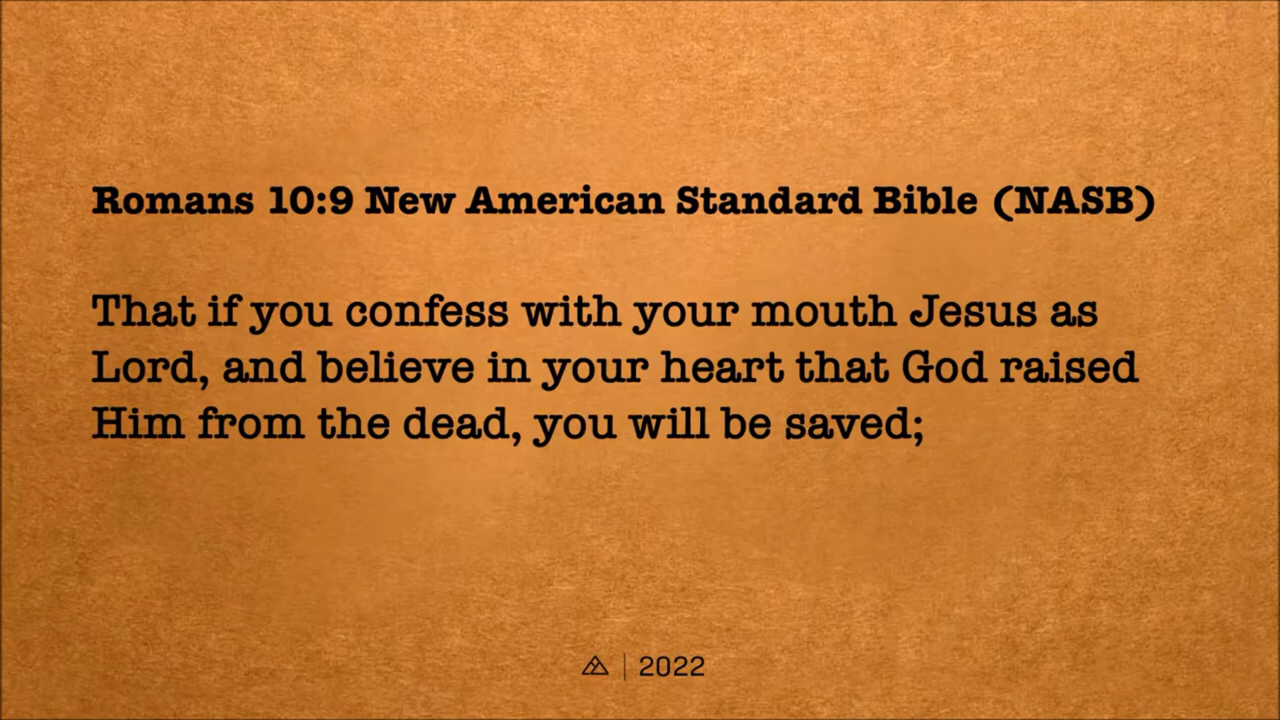 Romans 10:9 New American Standard Bible (NASB)
That if you confess with your mouth Jesus as
Lord, and believe in your heart that God raised
Him from the dead, you will be saved;
2022